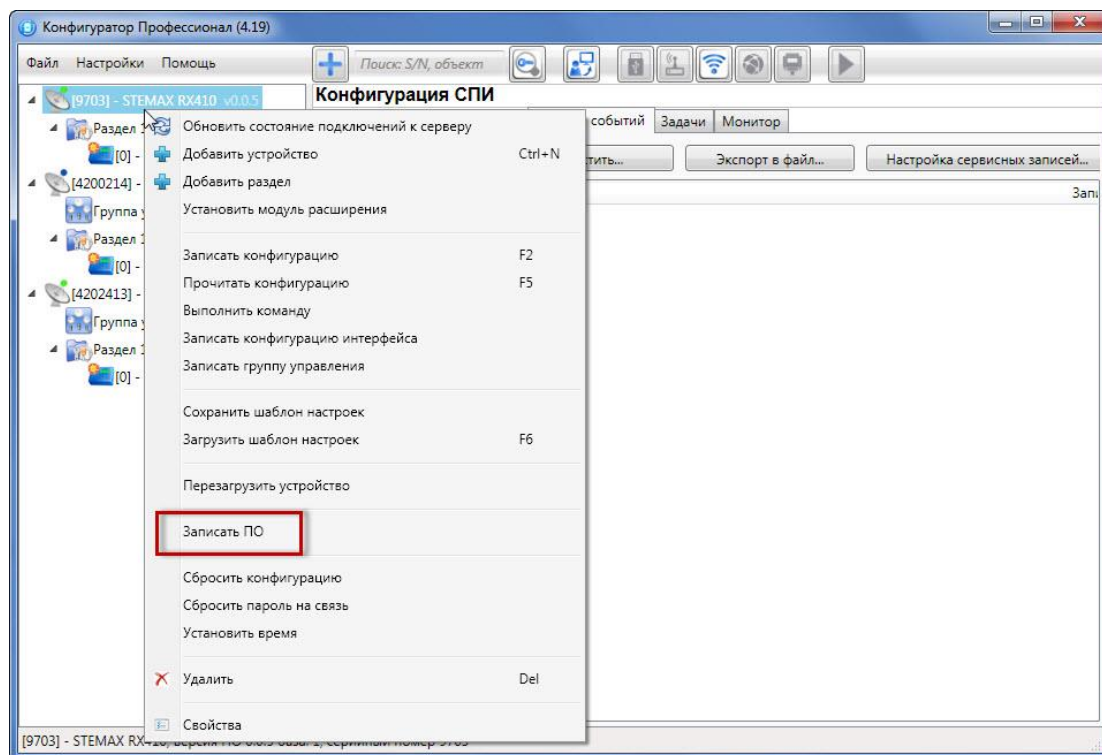 Конфигуратор Профессионал (4.19)
Файл Настройки Помощь
Поиск: S/N, объект
[9703] - STEMAX RX410 v0.0.5
Конфигурация СПИ
событий Задачи Монитор
Экспорт в файл... Настройка сервисных записей...
Раздел 1
[0] -
[4200214] -
Группа
Раздел 1
[0] -
[4202413] -
Группа
Раздел 1
[0] -
Обновить состояние подключений к серверу
Добавить устройство Ctrl+N
Добавить раздел
Установить модуль расширения
Записать конфигурацию F2
Прочитать конфигурацию F5
Выполнить команду
Записать конфигурацию интерфейса
Записать группу управления
Сохранить шаблон настроек
Загрузить шаблон настроек F6
Перезагрузить устройство
Записать ПО
Сбросить конфигурацию
Сбросить пароль на связь
Установить время
Удалить Del
Свойства
[9703] - STEMAX